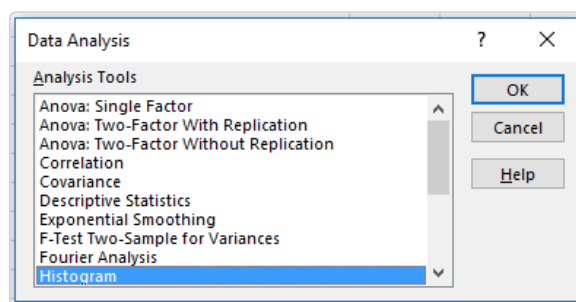 Data Analysis ? ×
Analysis Tools
Anova: Single Factor
Anova: Two-Factor With Replication
Anova: Two-Factor Without Replication
Correlation
Covariance
Descriptive Statistics
Exponential Smoothing
F-Test Two-Sample for Variances
Fourier Analysis
Histogram
OK
Cancel
Help